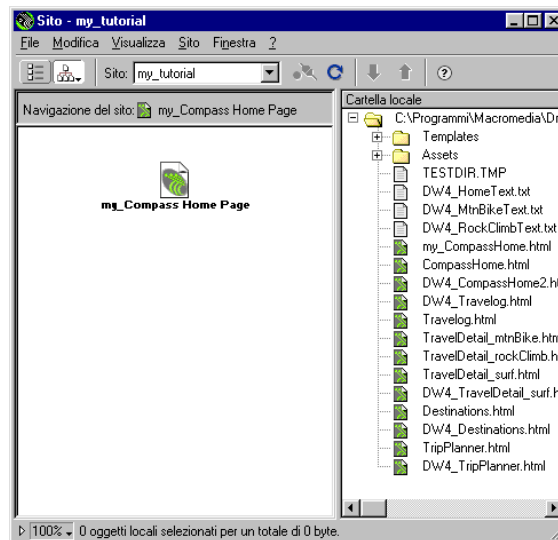 Sito - my_tutorial
File Modifica Visualizza Sito Finestra ?
Sito: my_tutorial
Navigazione del sito: my_Compass Home Page
my_Compass Home Page
Cartella locale
C:\Programmi\Macromedia\Dr
Templates
Assets
TESTDIR.TMP
DW4_HomeText.txt
DW4_MtnBikeText.txt
DW4_RockClimbText.txt
my_CompassHome.html
CompassHome.html
DW4_CompassHome2.ht
DW4_Travelog.html
Travelog.html
TravelDetail_mtnBike.htm
TravelDetail_rockClimb.h
TravelDetail_surf.html
DW4_TravelDetail_surf.h
Destinations.html
DW4_Destinations.html
TripPlanner.html
DW4_TripPlanner.html
100% 0 oggetti locali selezionati per un totale di 0 byte.